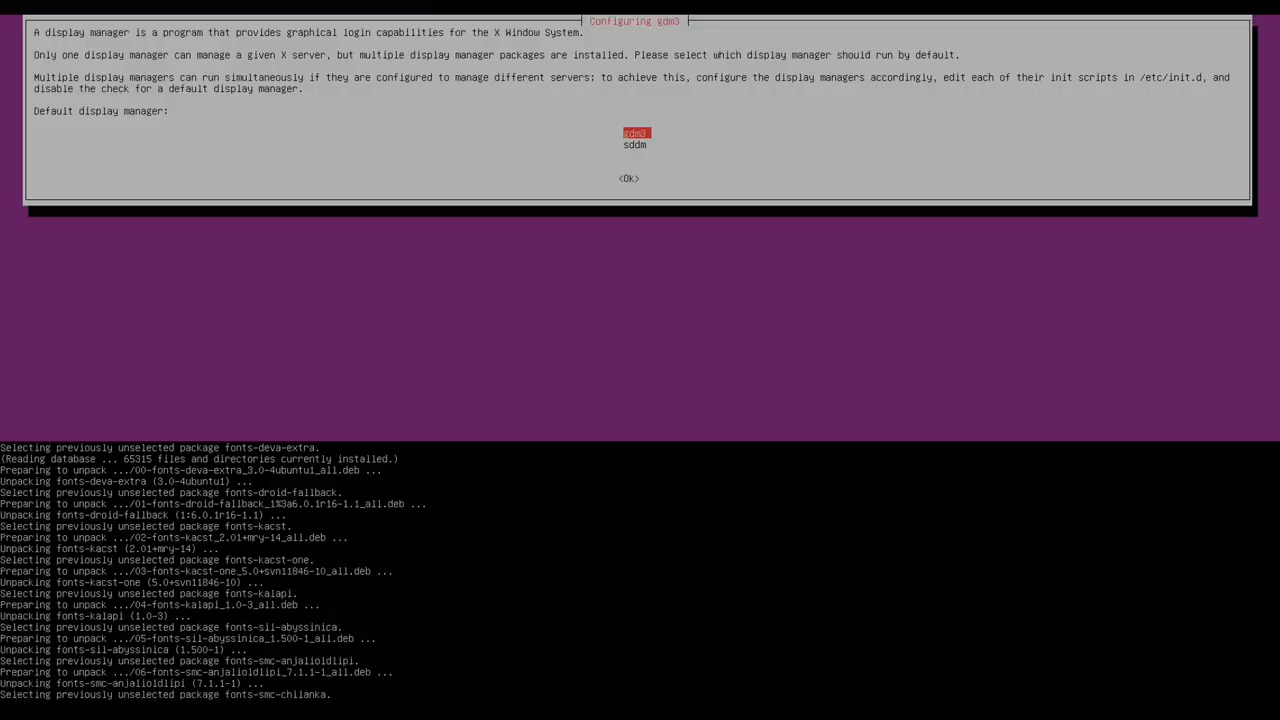 Configuring gdm3
A display manager is a program that provides graphical login capabilities for the X Window System.
Only one display manager can manage a given X server, but multiple display manager packages are installed. Please select which display manager should run by default.
Multiple display managers can run simultaneously if they are configured to manage different servers; to achieve this, configure the display managers accordingly, edit each of their init scripts in /etc/init.d, and
disable the check for a default display manager.
Default display manager:
gdm3
sddm
<Ok>
Selecting previously unselected package fonts-deva-extra.
(Reading database ... 65315 files and directories currently installed.)
Preparing to unpack .../00-fonts-deva-extra_3.0-4ubuntu1_all.deb ...
Unpacking fonts-deva-extra (3.0-4ubuntu1) ...
Selecting previously unselected package fonts-droid-fallback.
Preparing to unpack .../01-fonts-droid-fallback_1%3a6.0.1r16-1.1_all.deb ...
Unpacking fonts-droid-fallback (1:6.0.1r16-1.1) ...
Selecting previously unselected package fonts-kacst.
Preparing to unpack .../02-fonts-kacst_2.01+mry-14_all.deb ...
Unpacking fonts-kacst (2.01+mry-14) ...
Selecting previously unselected package fonts-kacst-one.
Preparing to unpack .../03-fonts-kacst-one_5.0+svn11846-10_all.deb ...
Unpacking fonts-kacst-one (5.0+svn11846-10) ...
Selecting previously unselected package fonts-kalapi.
Preparing to unpack .../04-fonts-kalapi_1.0-3_all.deb ...
Unpacking fonts-kalapi (1.0-3) ...
Selecting previously unselected package fonts-sil-abyssinica.
Preparing to unpack .../05-fonts-sil-abyssinica_1.500-1_all.deb ...
Unpacking fonts-sil-abyssinica (1.500-1) ...
Selecting previously unselected package fonts-smc-anjalioldlipi.
Preparing to unpack .../06-fonts-smc-anjalioldlipi_7.1.1-1_all.deb ...
Unpacking fonts-smc-anjalioldlipi (7.1.1-1) ...
Selecting previously unselected package fonts-smc-chilanka.